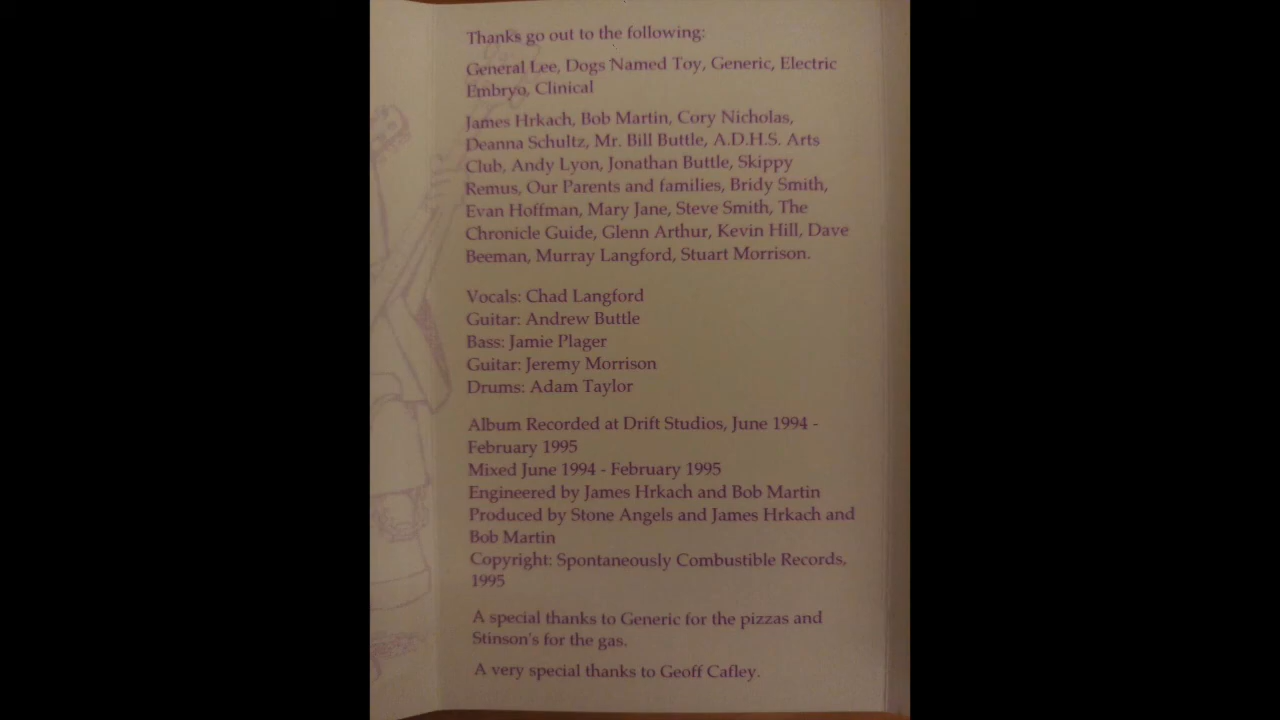 Thanks go out to the following:
General Lee, Dogs Named Toy, Generic, Electric
Embryo, Clinical
James Hrkach, Bob Martin, Cory Nicholas,
Deanna Schultz, Mr. Bill Buttle, A.D.H.S. Arts
Club, Andy Lyon, Jonathan Buttle, Skippy
Remus, Our Parents and families, Bridy Smith,
Evan Hoffman, Mary Jane, Steve Smith, The
Chronicle Guide, Glenn Arthur, Kevin Hill, Dave
Beeman, Murray Langford, Stuart Morrison.
Vocals: Chad Langford
Guitar: Andrew Buttle
Bass: Jamie Plager
Guitar: Jeremy Morrison
Drums: Adam Taylor
Album Recorded at Drift Studios, June 1994 -
February 1995
Mixed June 1994 - February 1995
Engineered by James Hrkach and Bob Martin
Produced by Stone Angels and James Hrkach and
Bob Martin
Copyright: Spontaneously Combustible Records,
1995
A special thanks to Generic for the pizzas and
Stinson's for the gas.
A very special thanks to Geoff Cafley.